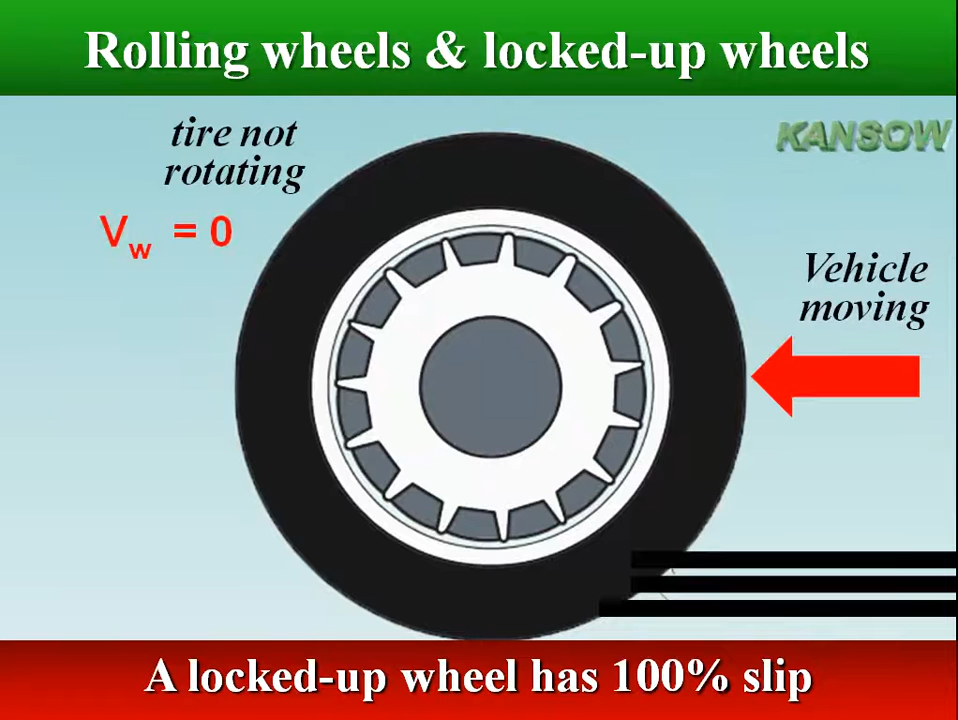 Rolling wheels & locked-up wheels
tire not
rotating
KANSOW
Vw = 0
Vehicle
moving
A locked-up wheel has 100% slip